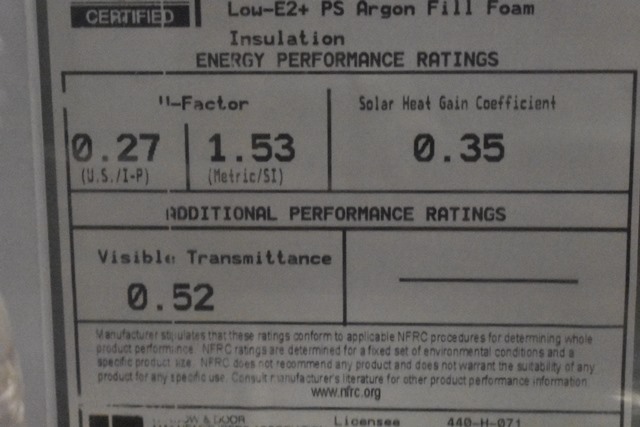 CERTIFIED
Low-E2+ PS Argon Fill Foam
Insulation
ENERGY PERFORMANCE RATINGS
U-Factor
Solar Heat Gain Coefficient
0.27
1.53
0.35
(U.S./I-P)
(Metric/SI)
ADDITIONAL PERFORMANCE RATINGS
Visible Transmittance
0.52
Manufacturer stipulates that these ratings conform to applicable NFRC procedures for determining whole
product performance. NFRC ratings are determined for a fixed set of environmental conditions and a
specific product size. NFRC does not recommend any product and does not warrant the suitability of any
product for any specific use. Consult manufacturer's literature for other product performance information.
www.nfrc.org
& DOOR
Licensee 440-H-071